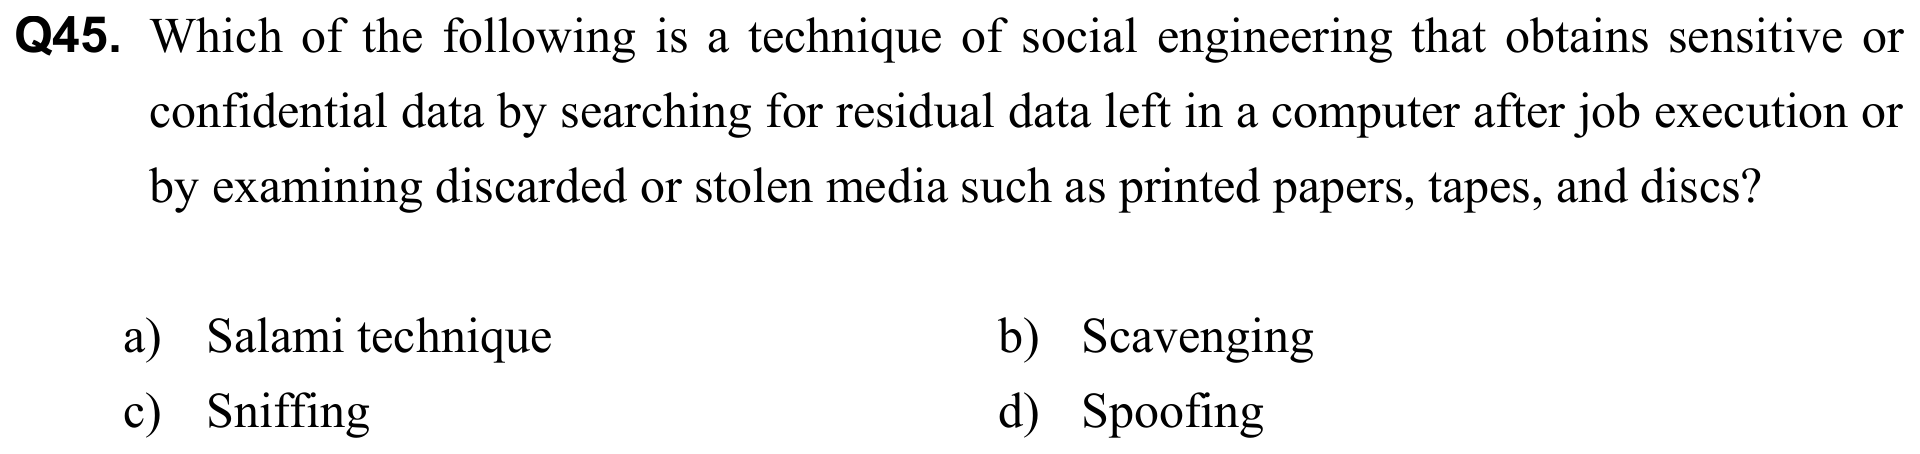 Q45. Which of the following is a technique of social engineering that obtains sensitive or
confidential data by searching for residual data left in a computer after job execution or
by examining discarded or stolen media such as printed papers, tapes, and discs?
a) Salami technique b) Scavenging
c) Sniffing d) Spoofing